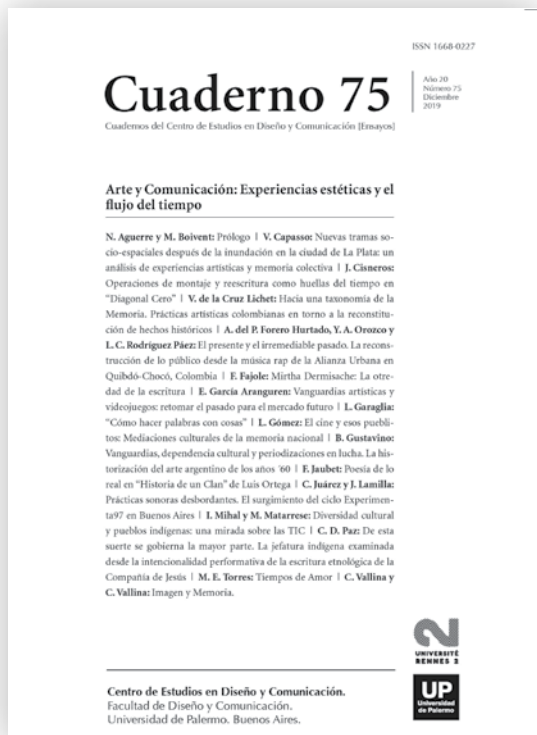 ISSN 1668-0227
Cuaderno 75
Cuadernos del Centro de Estudios en Diseño y Comunicación [Ensayos]
Año 20
Número 75
Diciembre
2019
Arte y Comunicación: Experiencias estéticas y el
flujo del tiempo
N. Aguerre y M. Boivent: Prólogo | V. Capasso: Nuevas tramas so-
cio-espaciales después de la inundación en la ciudad de La Plata: un
análisis de experiencias artísticas y memoria colectiva | J. Cisneros:
Operaciones de montaje y reescritura como huellas del tiempo en
"Diagonal Cero" | V. de la Cruz Lichet: Hacia una taxonomía de la
Memoria. Prácticas artísticas colombianas en torno a la reconstitu-
ción de hechos históricos | A. del P. Forero Hurtado, Y. A. Orozco y
L. C. Rodríguez Páez: El presente y el irremediable pasado. La recons-
trucción de lo público desde la música rap de la Alianza Urbana en
Quibdó-Chocó, Colombia | F. Fajole: Mirtha Dermisache: La otre-
dad de la escritura | E. García Aranguren: Vanguardias artísticas y
videojuegos: retomar el pasado para el mercado futuro | L. Garaglia:
"Cómo hacer palabras con cosas" | L. Gómez: El cine y esos puebli-
tos: Mediaciones culturales de la memoria nacional | B. Gustavino:
Vanguardias, dependencia cultural y periodizaciones en lucha. La his-
torización del arte argentino de los años ´60 | F. Jaubet: Poesía de lo
real en "Historia de un Clan" de Luis Ortega | C. Juárez y J. Lamilla:
Prácticas sonoras desbordantes. El surgimiento del ciclo Experimen-
ta97 en Buenos Aires | I. Mihal y M. Matarrese: Diversidad cultural
y pueblos indígenas: una mirada sobre las TIC | C. D. Paz: De esta
suerte se gobierna la mayor parte. La jefatura indígena examinada
desde la intencionalidad performativa de la escritura etnológica de la
Compañía de Jesús | M. E. Torres: Tiempos de Amor | C. Vallina y
C. Vallina: Imagen y Memoria.
UNIVERSITÉ
RENNES 2
UP
Universidad
de Palermo
Centro de Estudios en Diseño y Comunicación.
Facultad de Diseño y Comunicación.
Universidad de Palermo. Buenos Aires.